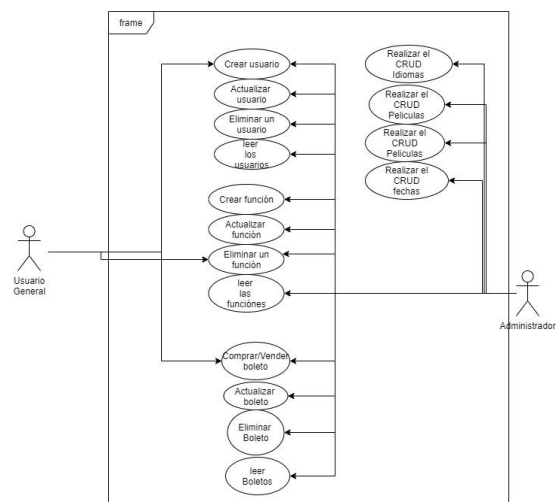 frame
Crear usuario
Actualizar
usuario
Eliminar un
usuario
leer
los
usuarios
Crear función
Actualizar
función
Eliminar un
función
leer
las
funciónes
Comprar/Vender
boleto
Actualizar
boleto
Eliminar
Boleto
leer
Boletos
Realizar el
CRUD
Idiomas
Realizar el
CRUD
Peliculas
Realizar el
CRUD
Peliculas
Realizar el
CRUD
fechas
Usuario
General
Administrador